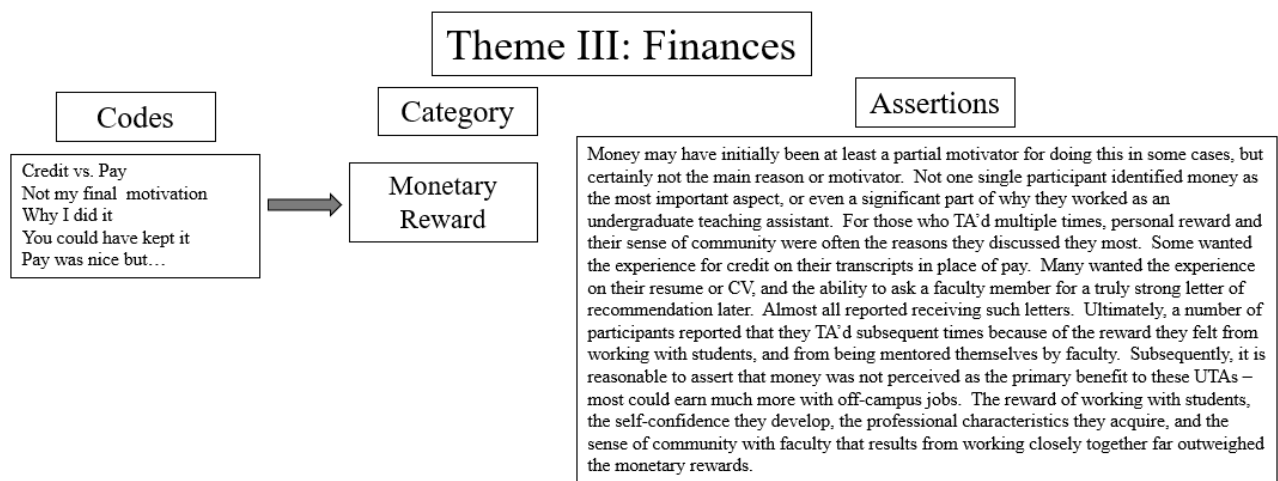 Theme III: Finances
Codes
Category
Assertions
Credit vs. Pay
Not my final motivation
Why I did it
You could have kept it
Pay was nice but…
Monetary
Reward
Money may have initially been at least a partial motivator for doing this in some cases, but
certainly not the main reason or motivator. Not one single participant identified money as
the most important aspect, or even a significant part of why they worked as an
undergraduate teaching assistant. For those who TA’d multiple times, personal reward and
their sense of community were often the reasons they discussed they most. Some wanted
the experience for credit on their transcripts in place of pay. Many wanted the experience
on their resume or CV, and the ability to ask a faculty member for a truly strong letter of
recommendation later. Almost all reported receiving such letters. Ultimately, a number of
participants reported that they TA’d subsequent times because of the reward they felt from
working with students, and from being mentored themselves by faculty. Subsequently, it is
reasonable to assert that money was not perceived as the primary benefit to these UTAs –
most could earn much more with off-campus jobs. The reward of working with students,
the self-confidence they develop, the professional characteristics they acquire, and the
sense of community with faculty that results from working closely together far outweighed
the monetary rewards.